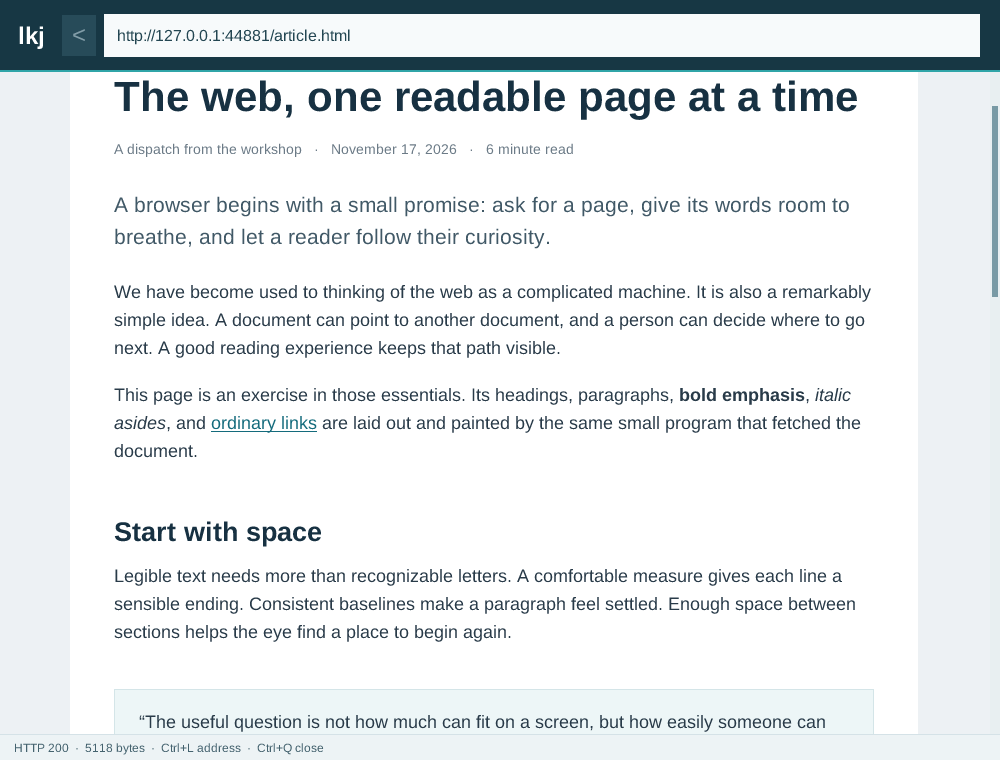 lkj < http://127.0.0.1:44881/article.html
The web, one readable page at a time
A dispatch from the workshop · November 17, 2026 · 6 minute read
A browser begins with a small promise: ask for a page, give its words room to
breathe, and let a reader follow their curiosity.
We have become used to thinking of the web as a complicated machine. It is also a remarkably
simple idea. A document can point to another document, and a person can decide where to go
next. A good reading experience keeps that path visible.
This page is an exercise in those essentials. Its headings, paragraphs, bold emphasis, italic
asides, and ordinary links are laid out and painted by the same small program that fetched the
document.
Start with space
Legible text needs more than recognizable letters. A comfortable measure gives each line a
sensible ending. Consistent baselines make a paragraph feel settled. Enough space between
sections helps the eye find a place to begin again.
“The useful question is not how much can fit on a screen, but how easily someone can
HTTP 200 · 5118 bytes · Ctrl+L address · Ctrl+Q close